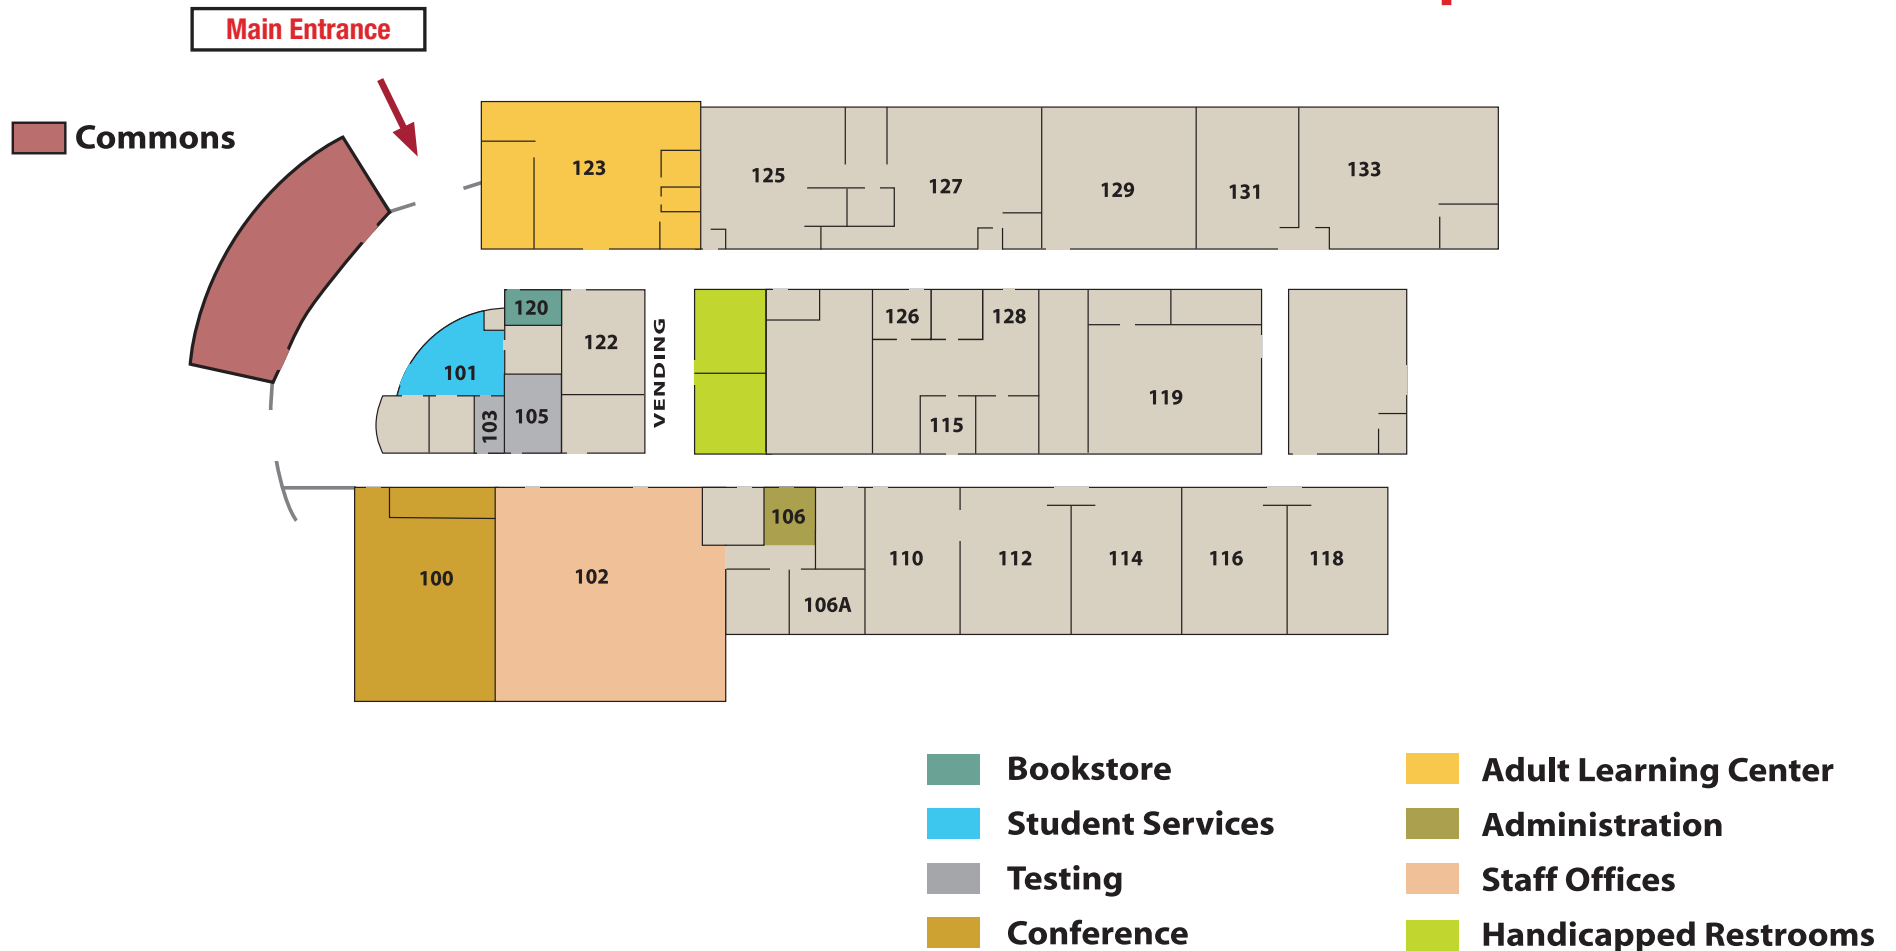 Main Entrance
Commons
123
125
127
129
131
133
120
122
101
103
105
VENDING
126
128
115
119
100
102
106
106A
110
112
114
116
118
Bookstore
Student Services
Testing
Conference
Adult Learning Center
Administration
Staff Offices
Handicapped Restrooms